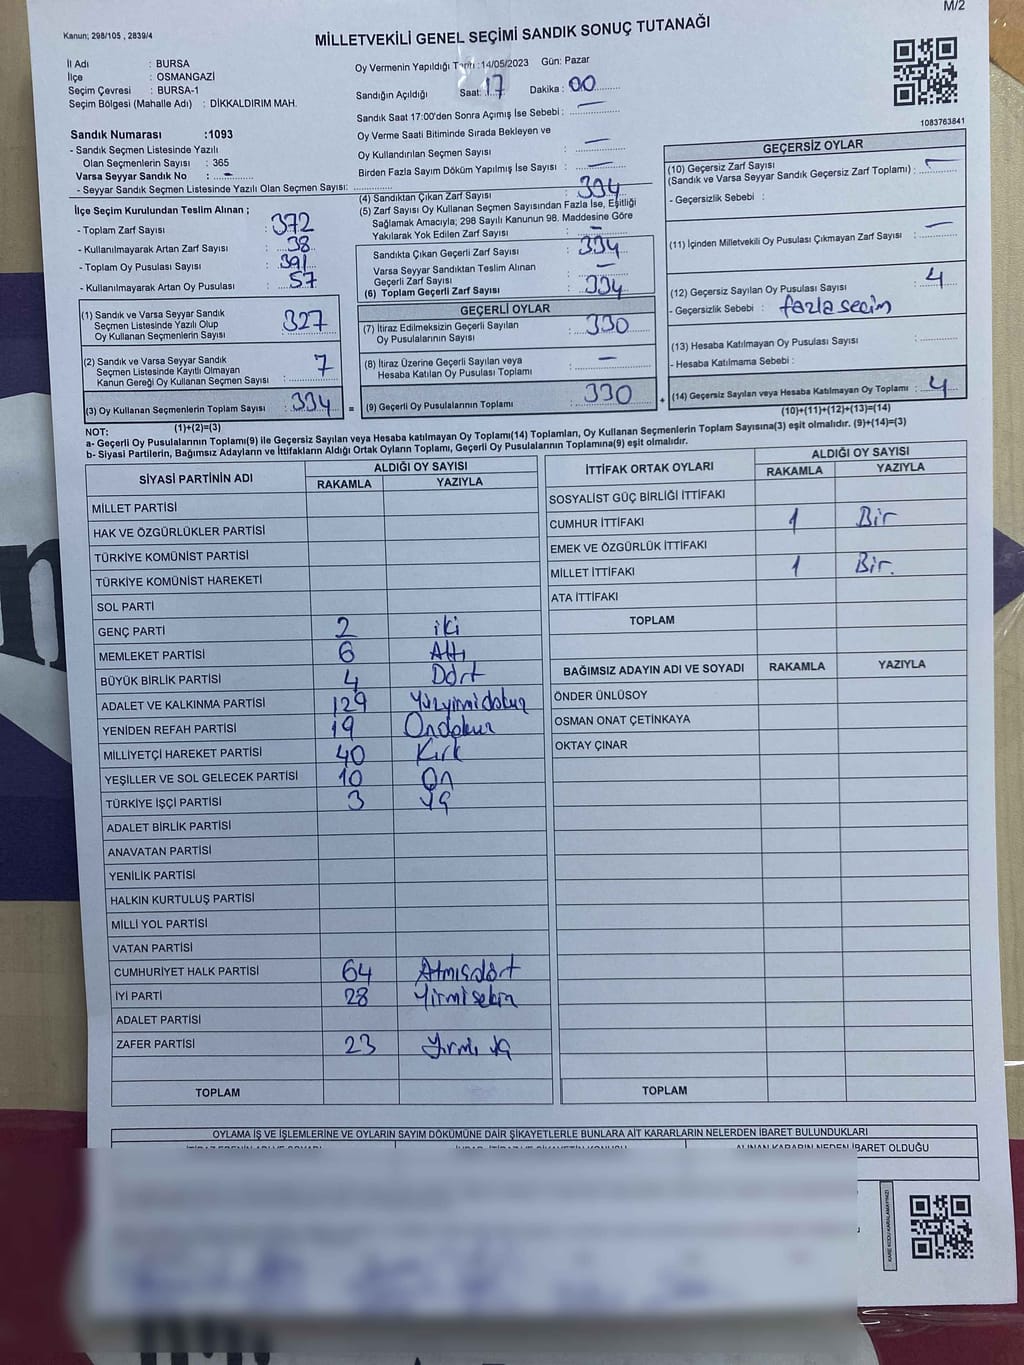 M/2
Kanun; 298/105 , 2839/4
MİLLETVEKİLİ GENEL SEÇİMİ SANDIK SONUÇ TUTANAĞI
İl Adı : BURSA
İlçe : OSMANGAZİ
Seçim Çevresi : BURSA-1
Seçim Bölgesi (Mahalle Adı) : DİKKALDIRIM MAH.
Sandık Numarası :1093
- Sandık Seçmen Listesinde Yazılı
Olan Seçmenlerin Sayısı : 365
Varsa Seyyar Sandık No : -
- Seyyar Sandık Seçmen Listesinde Yazılı Olan Seçmen Sayısı:
Oy Vermenin Yapıldığı Tarih :14/05/2023 Gün: Pazar
Sandığın Açıldığı Saat: 17 Dakika : 00
Sandık Saat 17:00'den Sonra Açımış İse Sebebi : —
Oy Verme Saati Bitiminde Sırada Bekleyen ve
Oy Kullandırılan Seçmen Sayısı : —
Birden Fazla Sayım Döküm Yapılmış İse Sayısı : —
1083763841
İlçe Seçim Kurulundan Teslim Alınan ;
- Toplam Zarf Sayısı : 372
- Kullanılmayarak Artan Zarf Sayısı : 38
- Toplam Oy Pusulası Sayısı : 391
- Kullanılmayarak Artan Oy Pusulası : 57
(1) Sandık ve Varsa Seyyar Sandık
Seçmen Listesinde Yazılı Olup
Oy Kullanan Seçmenlerin Sayısı : 327
(2) Sandık ve Varsa Seyyar Sandık
Seçmen Listesinde Kayıtlı Olmayan
Kanun Gereği Oy Kullanan Seçmen Sayısı : 7
(3) Oy Kullanan Seçmenlerin Toplam Sayısı : 334
(1)+(2)=(3)
(4) Sandıktan Çıkan Zarf Sayısı : 334
(5) Zarf Sayısı Oy Kullanan Seçmen Sayısından Fazla İse, Eşitliği
Sağlamak Amacıyla; 298 Sayılı Kanunun 98. Maddesine Göre
Yakılarak Yok Edilen Zarf Sayısı : —
Sandıkta Çıkan Geçerli Zarf Sayısı : 334
Varsa Seyyar Sandıktan Teslim Alınan
Geçerli Zarf Sayısı : —
(6) Toplam Geçerli Zarf Sayısı : 334
GEÇERLİ OYLAR
(7) İtiraz Edilmeksizin Geçerli Sayılan
Oy Pusulalarının Sayısı : 330
(8) İtiraz Üzerine Geçerli Sayılan veya
Hesaba Katılan Oy Pusulası Toplamı : —
= (9) Geçerli Oy Pusulalarının Toplamı : 330
GEÇERSİZ OYLAR
(10) Geçersiz Zarf Sayısı
(Sandık ve Varsa Seyyar Sandık Geçersiz Zarf Toplamı) : —
- Geçersizlik Sebebi :
(11) İçinden Milletvekili Oy Pusulası Çıkmayan Zarf Sayısı : —
(12) Geçersiz Sayılan Oy Pusulası Sayısı : 4
- Geçersizlik Sebebi : fazla seçim
(13) Hesaba Katılmayan Oy Pusulası Sayısı :
- Hesaba Katılmama Sebebi :
+ (14) Geçersiz Sayılan veya Hesaba Katılmayan Oy Toplamı : 4
(10)+(11)+(12)+(13)=(14)
NOT:
a- Geçerli Oy Pusulalarının Toplamı(9) ile Geçersiz Sayılan veya Hesaba katılmayan Oy Toplamı(14) Toplamları, Oy Kullanan Seçmenlerin Toplam Sayısına(3) eşit olmalıdır. (9)+(14)=(3)
b- Siyasi Partilerin, Bağımsız Adayların ve İttifakların Aldığı Ortak Oyların Toplamı, Geçerli Oy Pusulalarının Toplamına(9) eşit olmalıdır.
SİYASİ PARTİNİN ADI ALDIĞI OY SAYISI
RAKAMLA YAZIYLA
MİLLET PARTİSİ
HAK VE ÖZGÜRLÜKLER PARTİSİ
TÜRKİYE KOMÜNİST PARTİSİ
TÜRKİYE KOMÜNİST HAREKETİ
SOL PARTİ
GENÇ PARTİ 2 iki
MEMLEKET PARTİSİ 6 Altı
BÜYÜK BİRLİK PARTİSİ 4 Dört
ADALET VE KALKINMA PARTİSİ 129 Yüzyirmidokuz
YENİDEN REFAH PARTİSİ 19 Ondokuz
MİLLİYETÇİ HAREKET PARTİSİ 40 Kırk
YEŞİLLER VE SOL GELECEK PARTİSİ 10 On
TÜRKİYE İŞÇİ PARTİSİ 3 üç
ADALET BİRLİK PARTİSİ
ANAVATAN PARTİSİ
YENİLİK PARTİSİ
HALKIN KURTULUŞ PARTİSİ
MİLLİ YOL PARTİSİ
VATAN PARTİSİ
CUMHURİYET HALK PARTİSİ 64 Atmışdört
İYİ PARTİ 28 Yirmisekiz
ADALET PARTİSİ
ZAFER PARTİSİ 23 Yirmi üç
TOPLAM
İTTİFAK ORTAK OYLARI ALDIĞI OY SAYISI
RAKAMLA YAZIYLA
SOSYALİST GÜÇ BİRLİĞİ İTTİFAKI
CUMHUR İTTİFAKI 1 Bir
EMEK VE ÖZGÜRLÜK İTTİFAKI
MİLLET İTTİFAKI 1 Bir.
ATA İTTİFAKI
TOPLAM
BAĞIMSIZ ADAYIN ADI VE SOYADI RAKAMLA YAZIYLA
ÖNDER ÜNLÜSOY
OSMAN ONAT ÇETİNKAYA
OKTAY ÇINAR
TOPLAM
OYLAMA İŞ VE İŞLEMLERİNE VE OYLARIN SAYIM DÖKÜMÜNE DAİR ŞİKAYETLERLE BUNLARA AİT KARARLARIN NELERDEN İBARET BULUNDUKLARI
ALINAN KARARIN NEDEN İBARET OLDUĞU
KARE KODU KARALAMAYINIZ!